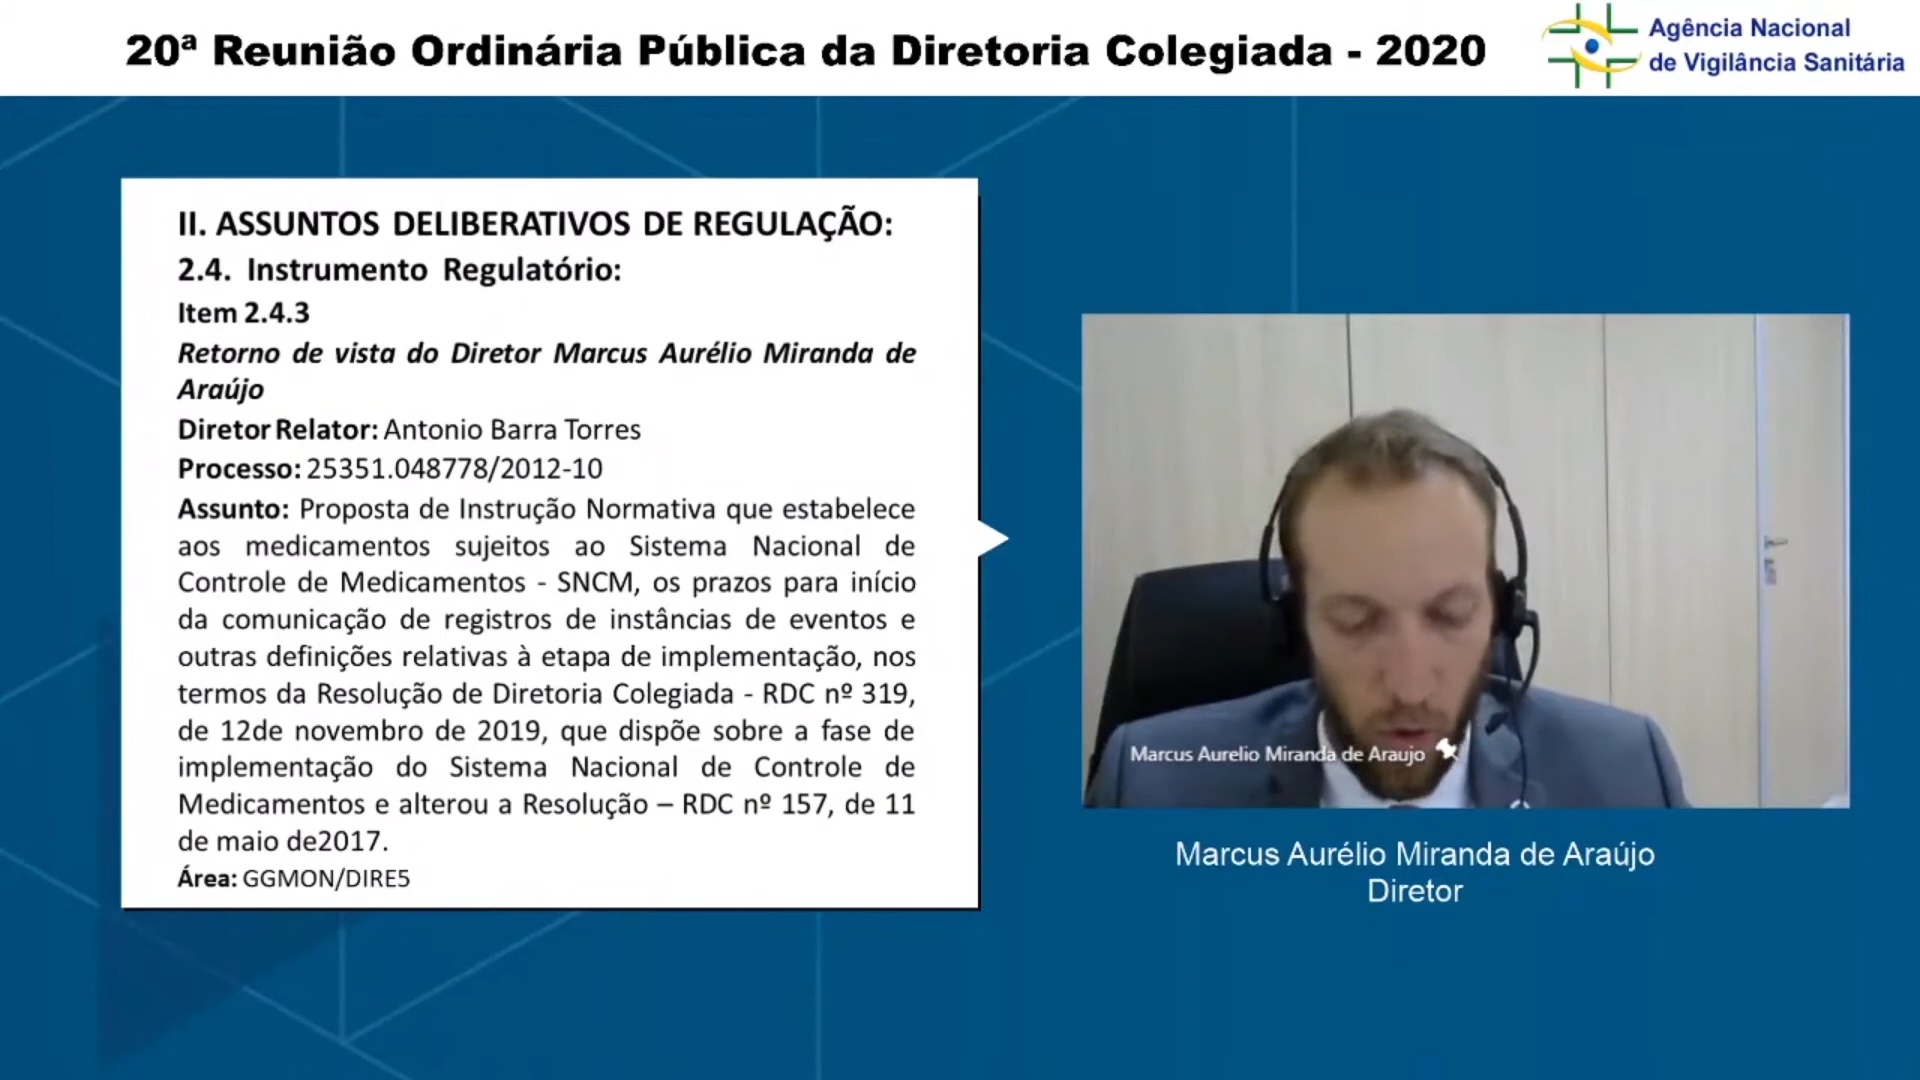 20ª Reunião Ordinária Pública da Diretoria Colegiada - 2020
Agência Nacional
de Vigilância Sanitária
II. ASSUNTOS DELIBERATIVOS DE REGULAÇÃO:
2.4. Instrumento Regulatório:
Item 2.4.3
Retorno de vista do Diretor Marcus Aurélio Miranda de
Araújo
Diretor Relator: Antonio Barra Torres
Processo: 25351.048778/2012-10
Assunto: Proposta de Instrução Normativa que estabelece
aos medicamentos sujeitos ao Sistema Nacional de
Controle de Medicamentos - SNCM, os prazos para início
da comunicação de registros de instâncias de eventos e
outras definições relativas à etapa de implementação, nos
termos da Resolução de Diretoria Colegiada - RDC nº 319,
de 12de novembro de 2019, que dispõe sobre a fase de
implementação do Sistema Nacional de Controle de
Medicamentos e alterou a Resolução – RDC nº 157, de 11
de maio de2017.
Área: GGMON/DIRE5
Marcus Aurelio Miranda de Araujo
Marcus Aurélio Miranda de Araújo
Diretor